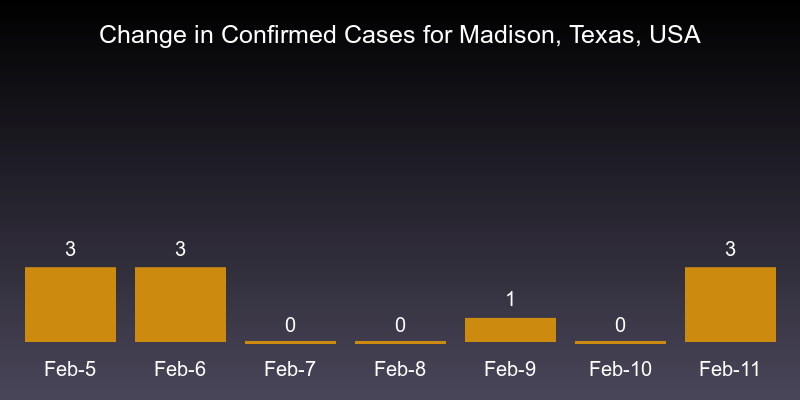 Change in Confirmed Cases for Madison, Texas, USA
3 3 0 0 1 0 3
Feb-5 Feb-6 Feb-7 Feb-8 Feb-9 Feb-10 Feb-11